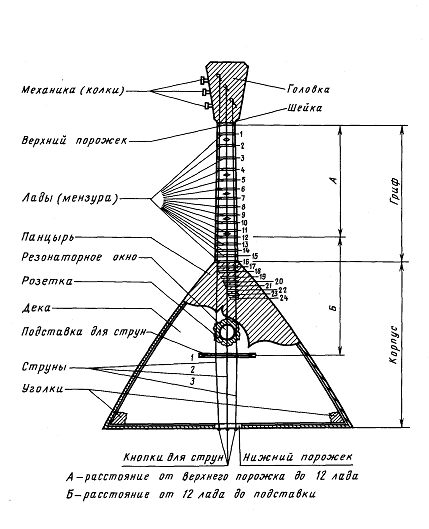 Механика (колки)
Головка
Шейка
Верхний порожек
1
2
3
4
5
6
7
8
9
10
11
12
13
14
15
16
17
18
19
20
21
22
23
24
Лады (мензура)
А
Гриф
Панцырь
Резонаторное окно
Розетка
Дека
Подставка для струн
Б
Корпус
Струны
1
2
3
Уголки
Кнопки для струн
Нижний порожек
А-расстояние от верхнего порожка до 12 лада
Б-расстояние от 12 лада до подставки